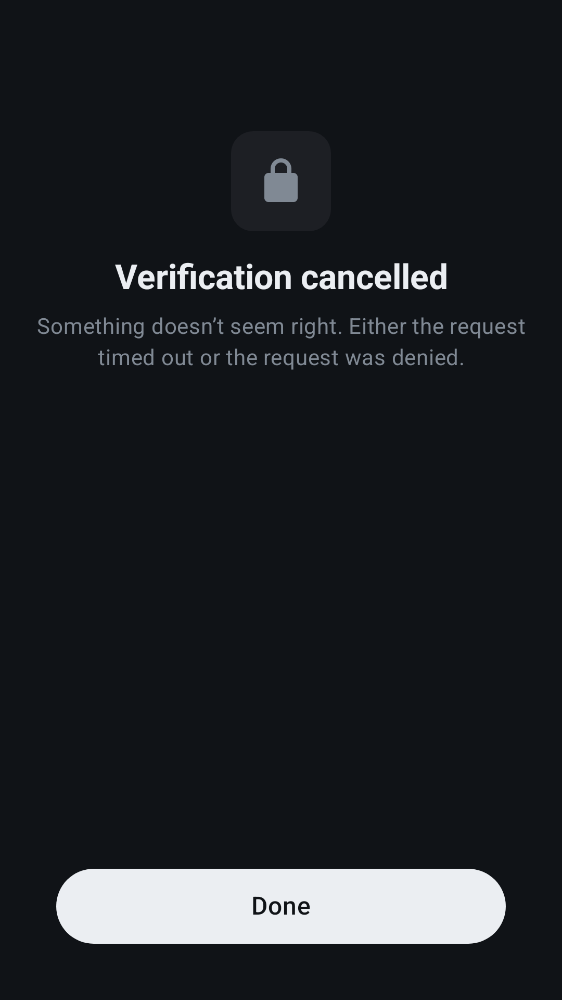 Verification cancelled
Something doesn’t seem right. Either the request
timed out or the request was denied.
Done